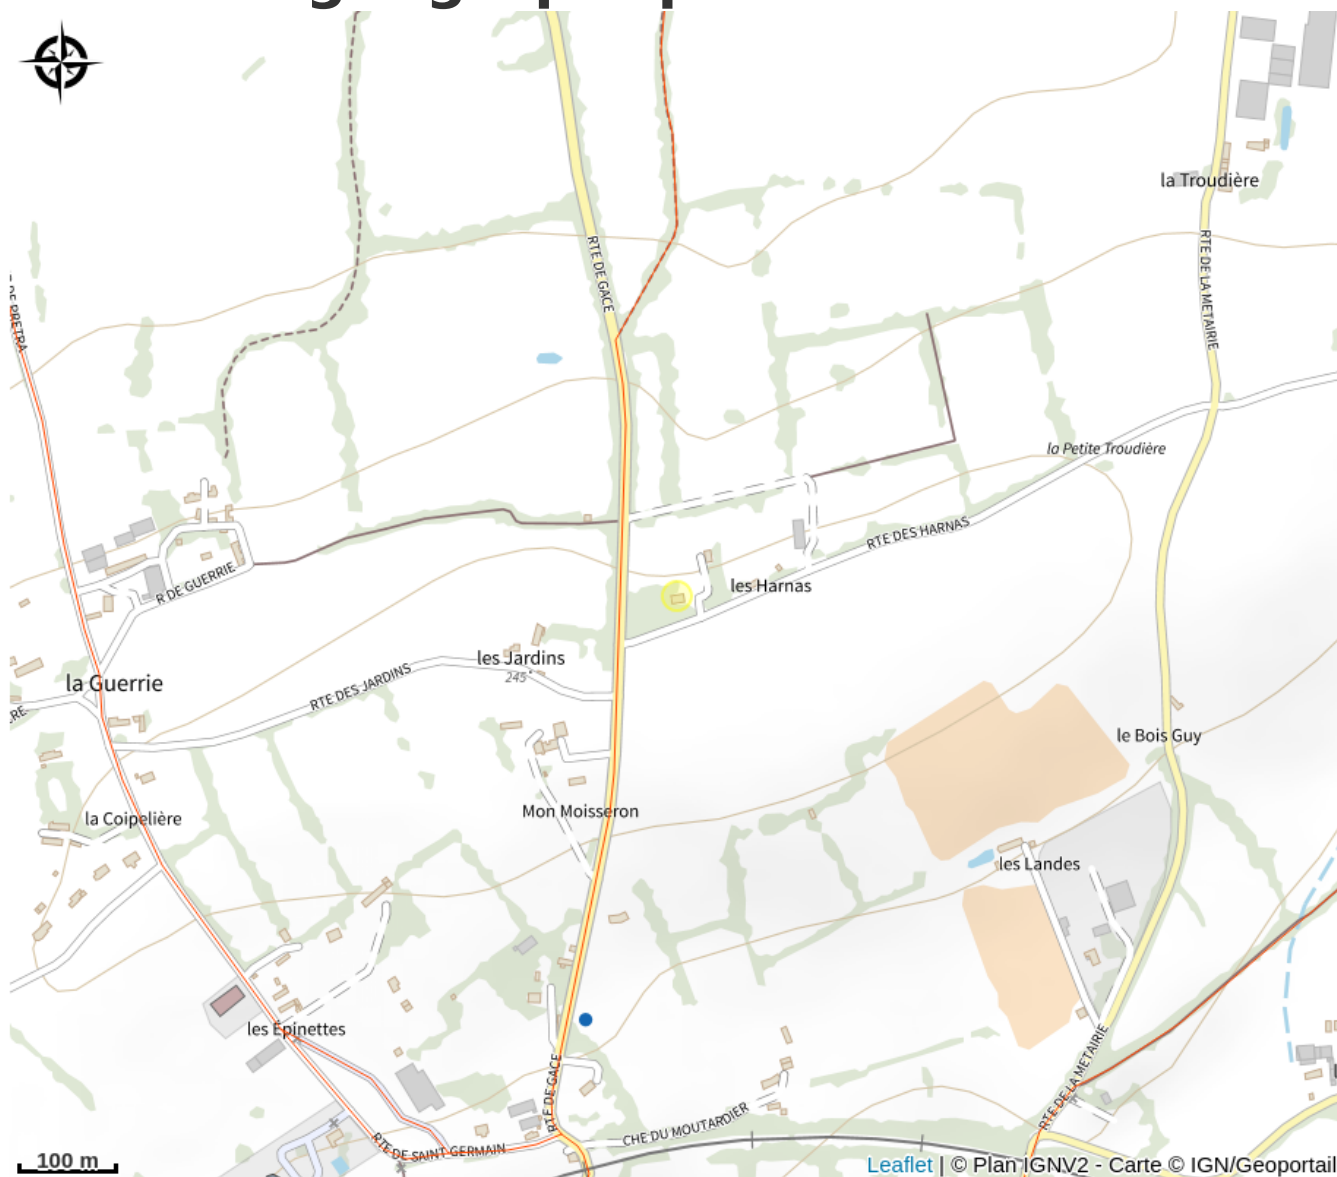 la Troudière
RTE DE GACE
RTE DE LA METAIRIE
la Petite Troudière
RTE DES HARNAS
R DE GUERRIE
les Harnas
les Jardins
245
la Guerrie
RTE DES JARDINS
le Bois Guy
Mon Moisseron
la Coipelière
les Landes
les Épinettes
RTE DE GACE
RTE DE LA METAIRIE
CHE DU MOUTARDIER
RTE DE SAINT GERMAIN
100 m
Leaflet | © Plan IGNV2 - Carte © IGN/Geoportail